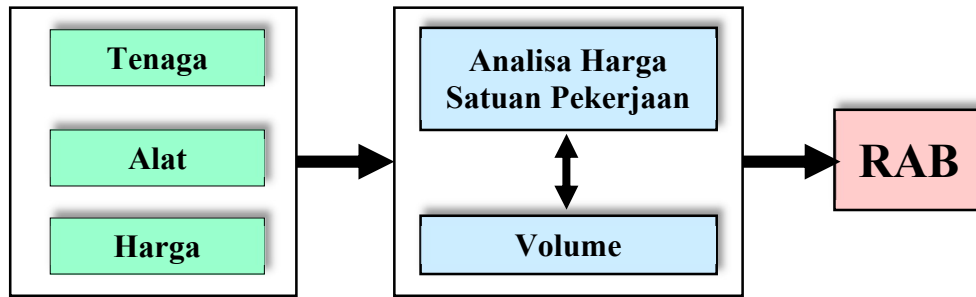 Tenaga
Alat
Harga
Analisa Harga
Satuan Pekerjaan
Volume
RAB